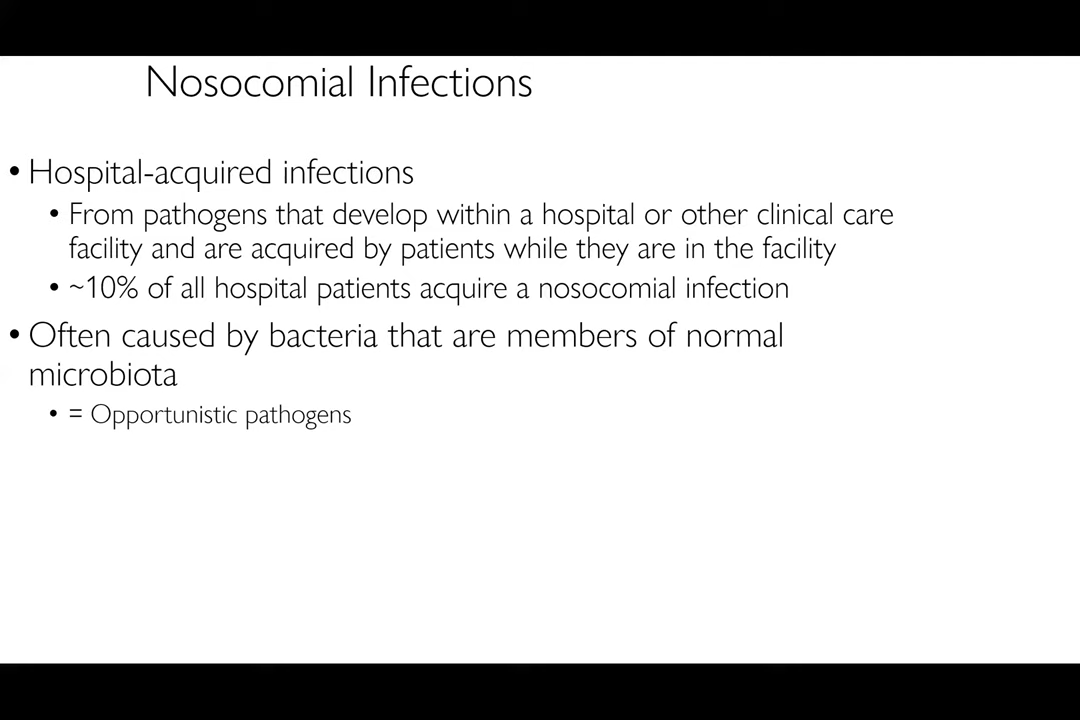 Nosocomial Infections
• Hospital-acquired infections
• From pathogens that develop within a hospital or other clinical care
facility and are acquired by patients while they are in the facility
• ~10% of all hospital patients acquire a nosocomial infection
• Often caused by bacteria that are members of normal
microbiota
• = Opportunistic pathogens